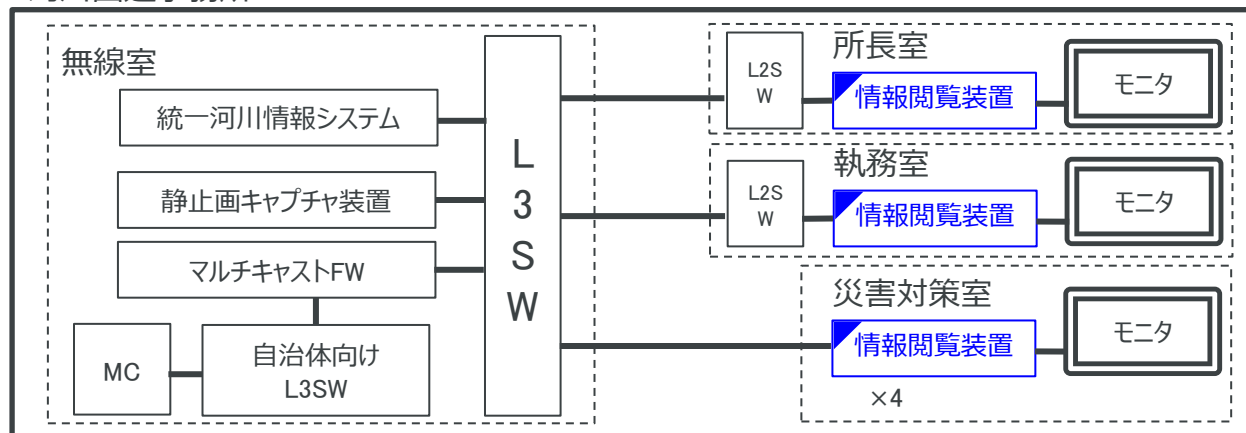 無線室
統一河川情報システム
静止画キャプチャ装置
マルチキャストFW
MC
自治体向け
L3SW
L
3
S
W
所長室
L2S
W
情報閲覧装置
モニタ
執務室
L2S
W
情報閲覧装置
モニタ
災害対策室
情報閲覧装置
×4
モニタ